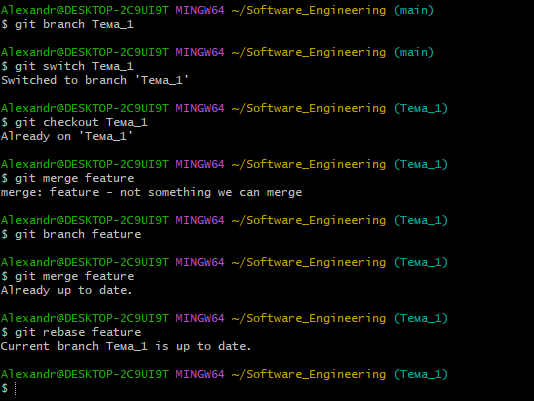 Alexandr@DESKTOP-2C9UI9T MINGW64 ~/Software_Engineering (main)
$ git branch Тема_1
Alexandr@DESKTOP-2C9UI9T MINGW64 ~/Software_Engineering (main)
$ git switch Тема_1
Switched to branch 'Тема_1'
Alexandr@DESKTOP-2C9UI9T MINGW64 ~/Software_Engineering (Тема_1)
$ git checkout Тема_1
Already on 'Тема_1'
Alexandr@DESKTOP-2C9UI9T MINGW64 ~/Software_Engineering (Тема_1)
$ git merge feature
merge: feature - not something we can merge
Alexandr@DESKTOP-2C9UI9T MINGW64 ~/Software_Engineering (Тема_1)
$ git branch feature
Alexandr@DESKTOP-2C9UI9T MINGW64 ~/Software_Engineering (Тема_1)
$ git merge feature
Already up to date.
Alexandr@DESKTOP-2C9UI9T MINGW64 ~/Software_Engineering (Тема_1)
$ git rebase feature
Current branch Тема_1 is up to date.
Alexandr@DESKTOP-2C9UI9T MINGW64 ~/Software_Engineering (Тема_1)
$